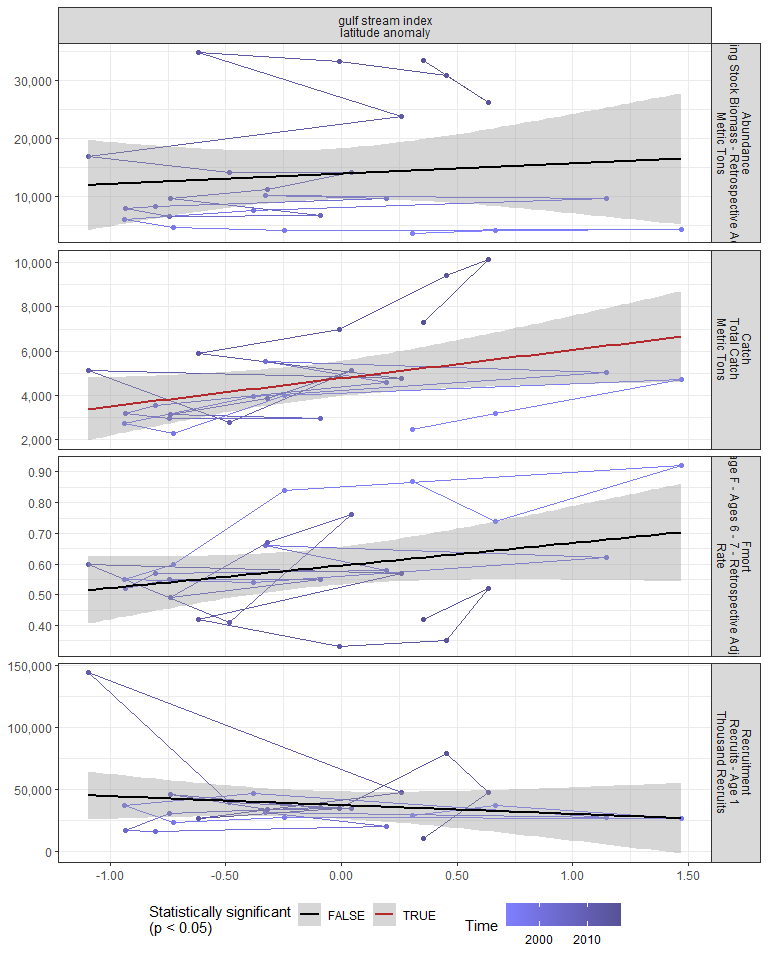 gulf stream index
latitude anomaly
30,000
20,000
10,000
Abundance
ing Stock Biomass - Retrospective
Metric Tons
10,000
8,000
6,000
4,000
2,000
Catch
Total Catch
Metric Tons
0.90
0.80
0.70
0.60
0.50
0.40
Fmort
F - Ages 6 - 7 - Retrospective Adj
Rate
150,000
100,000
50,000
0
Recruitment
Recruits - Age 1
Thousand Recruits
-1.00
-0.50
0.00
0.50
1.00
1.50
Statistically significant
(p < 0.05)
FALSE
TRUE
Time
2000
2010